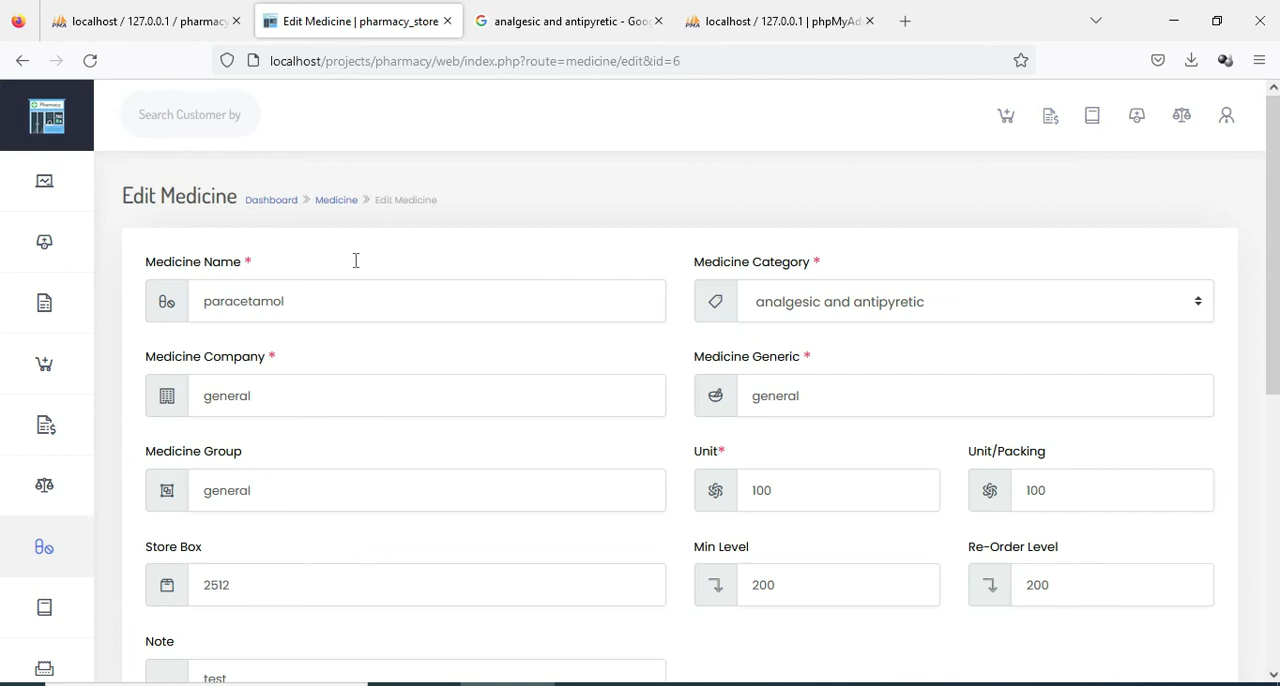 localhost / 127.0.0.1 / pharmacy
Edit Medicine | pharmacy_store
analgesic and antipyretic - Goo
localhost / 127.0.0.1 | phpMyAd
localhost/projects/pharmacy/web/index.php?route=medicine/edit&id=6
Pharmacy
Search Customer by
Edit Medicine Dashboard » Medicine » Edit Medicine
Medicine Name *
Medicine Category *
paracetamol
analgesic and antipyretic
Medicine Company *
Medicine Generic *
general
general
Medicine Group
Unit*
Unit/Packing
general
100
100
Store Box
Min Level
Re-Order Level
2512
200
200
Note
test